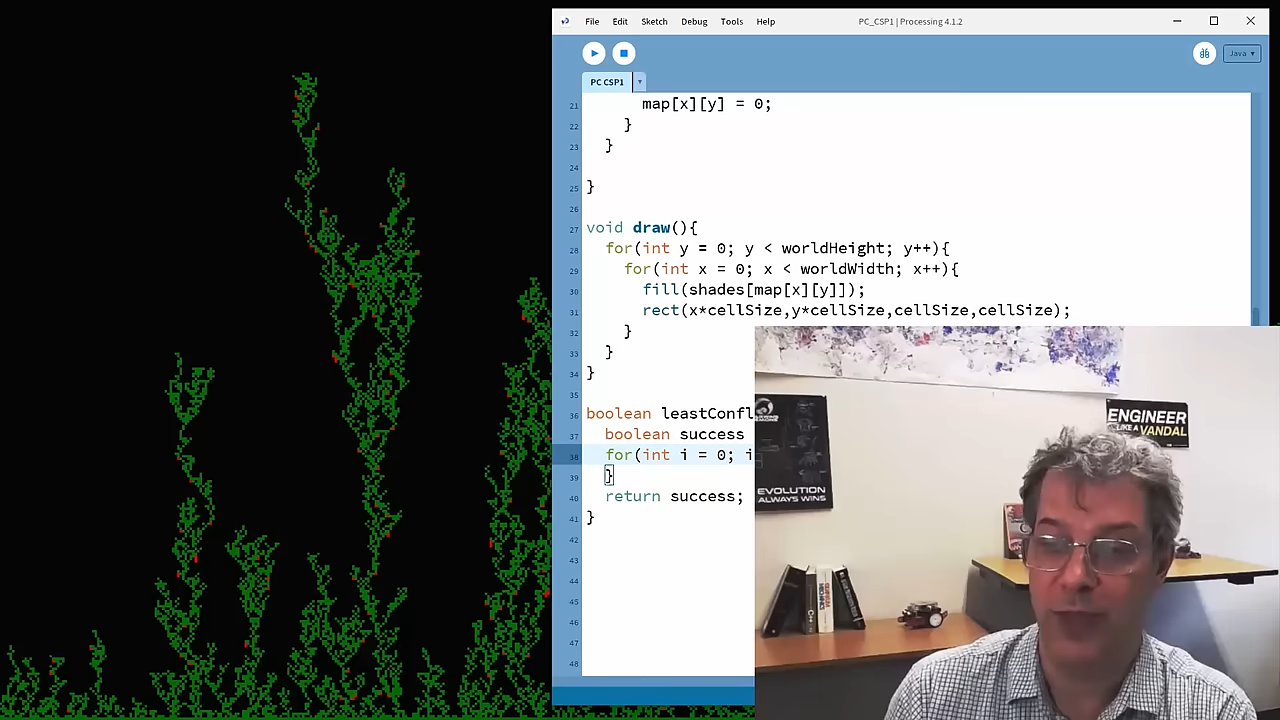 File Edit Sketch Debug Tools Help
PC_CSP1 | Processing 4.1.2
Java ▾
PC CSP1
21 map[x][y] = 0;
22 }
23 }
24
25 }
26
27 void draw(){
28 for(int y = 0; y < worldHeight; y++){
29 for(int x = 0; x < worldWidth; x++){
30 fill(shades[map[x][y]]);
31 rect(x*cellSize,y*cellSize,cellSize,cellSize);
32 }
33 }
34 }
35
36 boolean leastConfl
37 boolean success
38 for(int i = 0; i
39 }
40 return success;
41 }
42
43
44
45
46
47
48
ENGINEER
LIKE A VANDAL
EVOLUTION
ALWAYS WINS